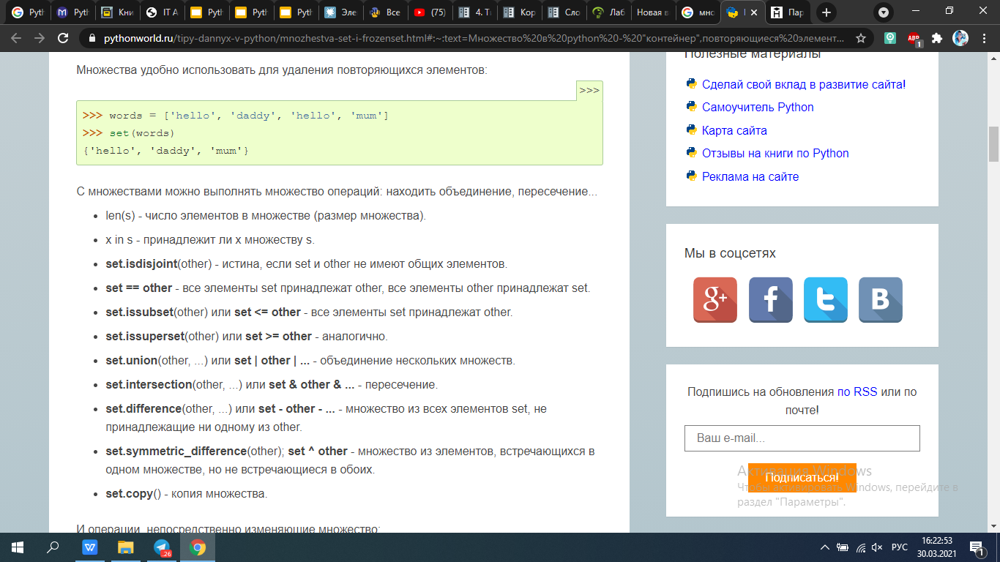 Pyth
Pyth
Кни
IT A
Pyt
Pyt
Pyt
Эле
Все
(75)
4. Ti
Кор
Сло
Лаб
Новая в
мно
Пар
pythonworld.ru/tipy-dannyx-v-python/mnozhestva-set-i-frozenset.html#:~:text=Множество%20в%20python%20-%20"контейнер",повторяющиеся%20элемент...
Множества удобно использовать для удаления повторяющихся элементов:
>>>
>>> words = ['hello', 'daddy', 'hello', 'mum']
>>> set(words)
{'hello', 'daddy', 'mum'}
С множествами можно выполнять множество операций: находить объединение, пересечение...
• len(s) - число элементов в множестве (размер множества).
• x in s - принадлежит ли x множеству s.
• set.isdisjoint(other) - истина, если set и other не имеют общих элементов.
• set == other - все элементы set принадлежат other, все элементы other принадлежат set.
• set.issubset(other) или set <= other - все элементы set принадлежат other.
• set.issuperset(other) или set >= other - аналогично.
• set.union(other, ...) или set | other | ... - объединение нескольких множеств.
• set.intersection(other, ...) или set & other & ... - пересечение.
• set.difference(other, ...) или set - other - ... - множество из всех элементов set, не
принадлежащие ни одному из other.
• set.symmetric_difference(other); set ^ other - множество из элементов, встречающихся в
одном множестве, но не встречающиеся в обоих.
• set.copy() - копия множества.
И операции, непосредственно изменяющие множество:
Полезные материалы
Сделай свой вклад в развитие сайта!
Самоучитель Python
Карта сайта
Отзывы на книги по Python
Реклама на сайте
Мы в соцсетях
Подпишись на обновления по RSS или по
почте!
Ваш e-mail...
Подписаться!
Активация Windows
Чтобы активировать Windows, перейдите в
раздел "Параметры".
РУС
16:22:53
30.03.2021